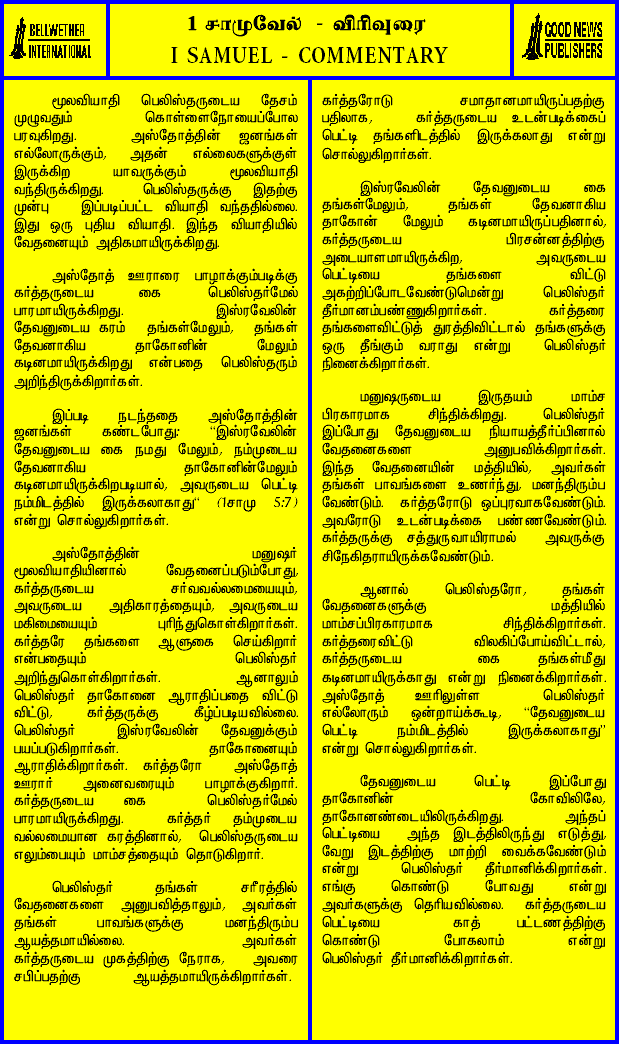 BELLWETHER
INTERNATIONAL
1 சாமுவேல் - விரிவுரை
I SAMUEL - COMMENTARY
GOOD NEWS
PUBLISHERS
மூலவியாதி பெலிஸ்தருடைய தேசம்
முழுவதும் கொள்ளைநோயைப்போல
பரவுகிறது. அஸ்தோத்தின் ஜனங்கள்
எல்லோருக்கும், அதன் எல்லைகளுக்குள்
இருக்கிற யாவருக்கும் மூலவியாதி
வந்திருக்கிறது. பெலிஸ்தருக்கு இதற்கு
முன்பு இப்படிப்பட்ட வியாதி வந்ததில்லை.
இது ஒரு புதிய வியாதி. இந்த வியாதியில்
வேதனையும் அதிகமாயிருக்கிறது.
அஸ்தோத் ஊராரை பாழாக்கும்படிக்கு
கர்த்தருடைய கை பெலிஸ்தர்மேல்
பாரமாயிருக்கிறது. இஸ்ரவேலின்
தேவனுடைய கரம் தங்கள்மேலும், தங்கள்
தேவனாகிய தாகோனின் மேலும்
கடினமாயிருக்கிறது என்பதை பெலிஸ்தரும்
அறிந்திருக்கிறார்கள்.
இப்படி நடந்ததை அஸ்தோத்தின்
ஜனங்கள் கண்டபோது: "இஸ்ரவேலின்
தேவனுடைய கை நமது மேலும், நம்முடைய
தேவனாகிய தாகோனின்மேலும்
கடினமாயிருக்கிறபடியால், அவருடைய பெட்டி
நம்மிடத்தில் இருக்கலாகாது" (1சாமு 5:7)
என்று சொல்லுகிறார்கள்.
அஸ்தோத்தின் மனுஷர்
மூலவியாதியினால் வேதனைப்படும்போது,
கர்த்தருடைய சர்வவல்லமையையும்,
அவருடைய அதிகாரத்தையும், அவருடைய
மகிமையையும் புரிந்துகொள்கிறார்கள்.
கர்த்தரே தங்களை ஆளுகை செய்கிறார்
என்பதையும் பெலிஸ்தர்
அறிந்துகொள்கிறார்கள். ஆனாலும்
பெலிஸ்தர் தாகோனை ஆராதிப்பதை விட்டு
விட்டு, கர்த்தருக்கு கீழ்ப்படியவில்லை.
பெலிஸ்தர் இஸ்ரவேலின் தேவனுக்கும்
பயப்படுகிறார்கள். தாகோனையும்
ஆராதிக்கிறார்கள். கர்த்தரோ அஸ்தோத்
ஊரார் அனைவரையும் பாழாக்குகிறார்.
கர்த்தருடைய கை பெலிஸ்தர்மேல்
பாரமாயிருக்கிறது. கர்த்தர் தம்முடைய
வல்லமையான கரத்தினால், பெலிஸ்தருடைய
எலும்பையும் மாம்சத்தையும் தொடுகிறார்.
பெலிஸ்தர் தங்கள் சரீரத்தில்
வேதனைகளை அனுபவித்தாலும், அவர்கள்
தங்கள் பாவங்களுக்கு மனந்திரும்ப
ஆயத்தமாயில்லை. அவர்கள்
கர்த்தருடைய முகத்திற்கு நேராக, அவரை
சபிப்பதற்கு ஆயத்தமாயிருக்கிறார்கள்.
கர்த்தரோடு சமாதானமாயிருப்பதற்கு
பதிலாக, கர்த்தருடைய உடன்படிக்கைப்
பெட்டி தங்களிடத்தில் இருக்கலாகாது என்று
சொல்லுகிறார்கள்.
இஸ்ரவேலின் தேவனுடைய கை
தங்கள்மேலும், தங்கள் தேவனாகிய
தாகோன் மேலும் கடினமாயிருப்பதினால்,
கர்த்தருடைய பிரசன்னத்திற்கு
அடையாளமாயிருக்கிற, அவருடைய
பெட்டியை தங்களை விட்டு
அகற்றிப்போடவேண்டுமென்று பெலிஸ்தர்
தீர்மானம்பண்ணுகிறார்கள். கர்த்தரை
தங்களைவிட்டுத் துரத்திவிட்டால் தங்களுக்கு
ஒரு தீங்கும் வராது என்று பெலிஸ்தர்
நினைக்கிறார்கள்.
மனுஷருடைய இருதயம் மாம்ச
பிரகாரமாக சிந்திக்கிறது. பெலிஸ்தர்
இப்போது தேவனுடைய நியாயத்தீர்ப்பினால்
வேதனைகளை அனுபவிக்கிறார்கள்.
இந்த வேதனையின் மத்தியில், அவர்கள்
தங்கள் பாவங்களை உணர்ந்து, மனந்திரும்ப
வேண்டும். கர்த்தரோடு ஒப்புரவாகவேண்டும்.
அவரோடு உடன்படிக்கை பண்ணவேண்டும்.
கர்த்தருக்கு சத்துருவாயிராமல் அவருக்கு
சிநேகிதராயிருக்கவேண்டும்.
ஆனால் பெலிஸ்தரோ, தங்கள்
வேதனைகளுக்கு மத்தியில்
மாம்சப்பிரகாரமாக சிந்திக்கிறார்கள்.
கர்த்தரைவிட்டு விலகிப்போய்விட்டால்,
கர்த்தருடைய கை தங்கள்மீது
கடினமாயிருக்காது என்று நினைக்கிறார்கள்.
அஸ்தோத் ஊரிலுள்ள பெலிஸ்தர்
எல்லோரும் ஒன்றாய்க்கூடி, "தேவனுடைய
பெட்டி நம்மிடத்தில் இருக்கலாகாது"
என்று சொல்லுகிறார்கள்.
தேவனுடைய பெட்டி இப்போது
தாகோனின் கோவிலிலே,
தாகோனண்டையிலிருக்கிறது. அந்தப்
பெட்டியை அந்த இடத்திலிருந்து எடுத்து,
வேறு இடத்திற்கு மாற்றி வைக்கவேண்டும்
என்று பெலிஸ்தர் தீர்மானிக்கிறார்கள்.
எங்கு கொண்டு போவது என்று
அவர்களுக்கு தெரியவில்லை. கர்த்தருடைய
பெட்டியை காத் பட்டணத்திற்கு
கொண்டு போகலாம் என்று
பெலிஸ்தர் தீர்மானிக்கிறார்கள்.